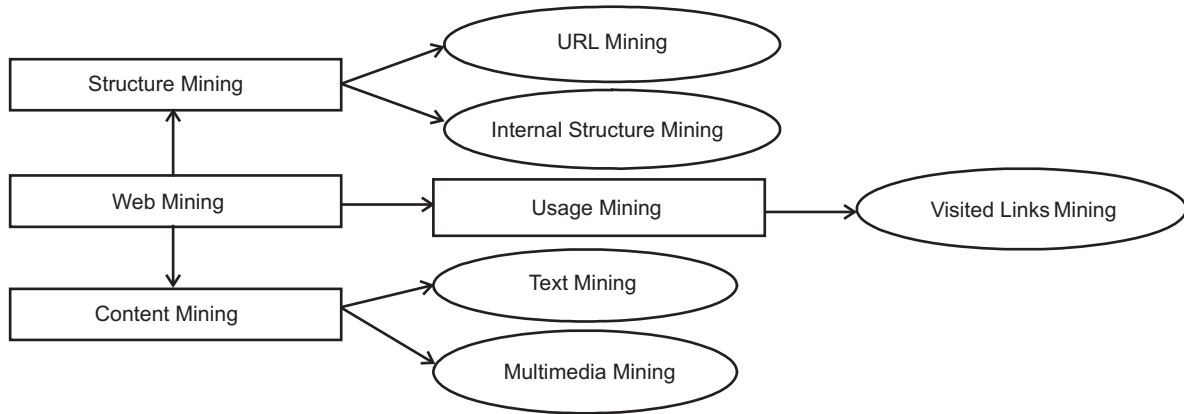 URL Mining
Structure Mining
Internal Structure Mining
Web Mining
Usage Mining
Visited Links Mining
Text Mining
Content Mining
Multimedia Mining